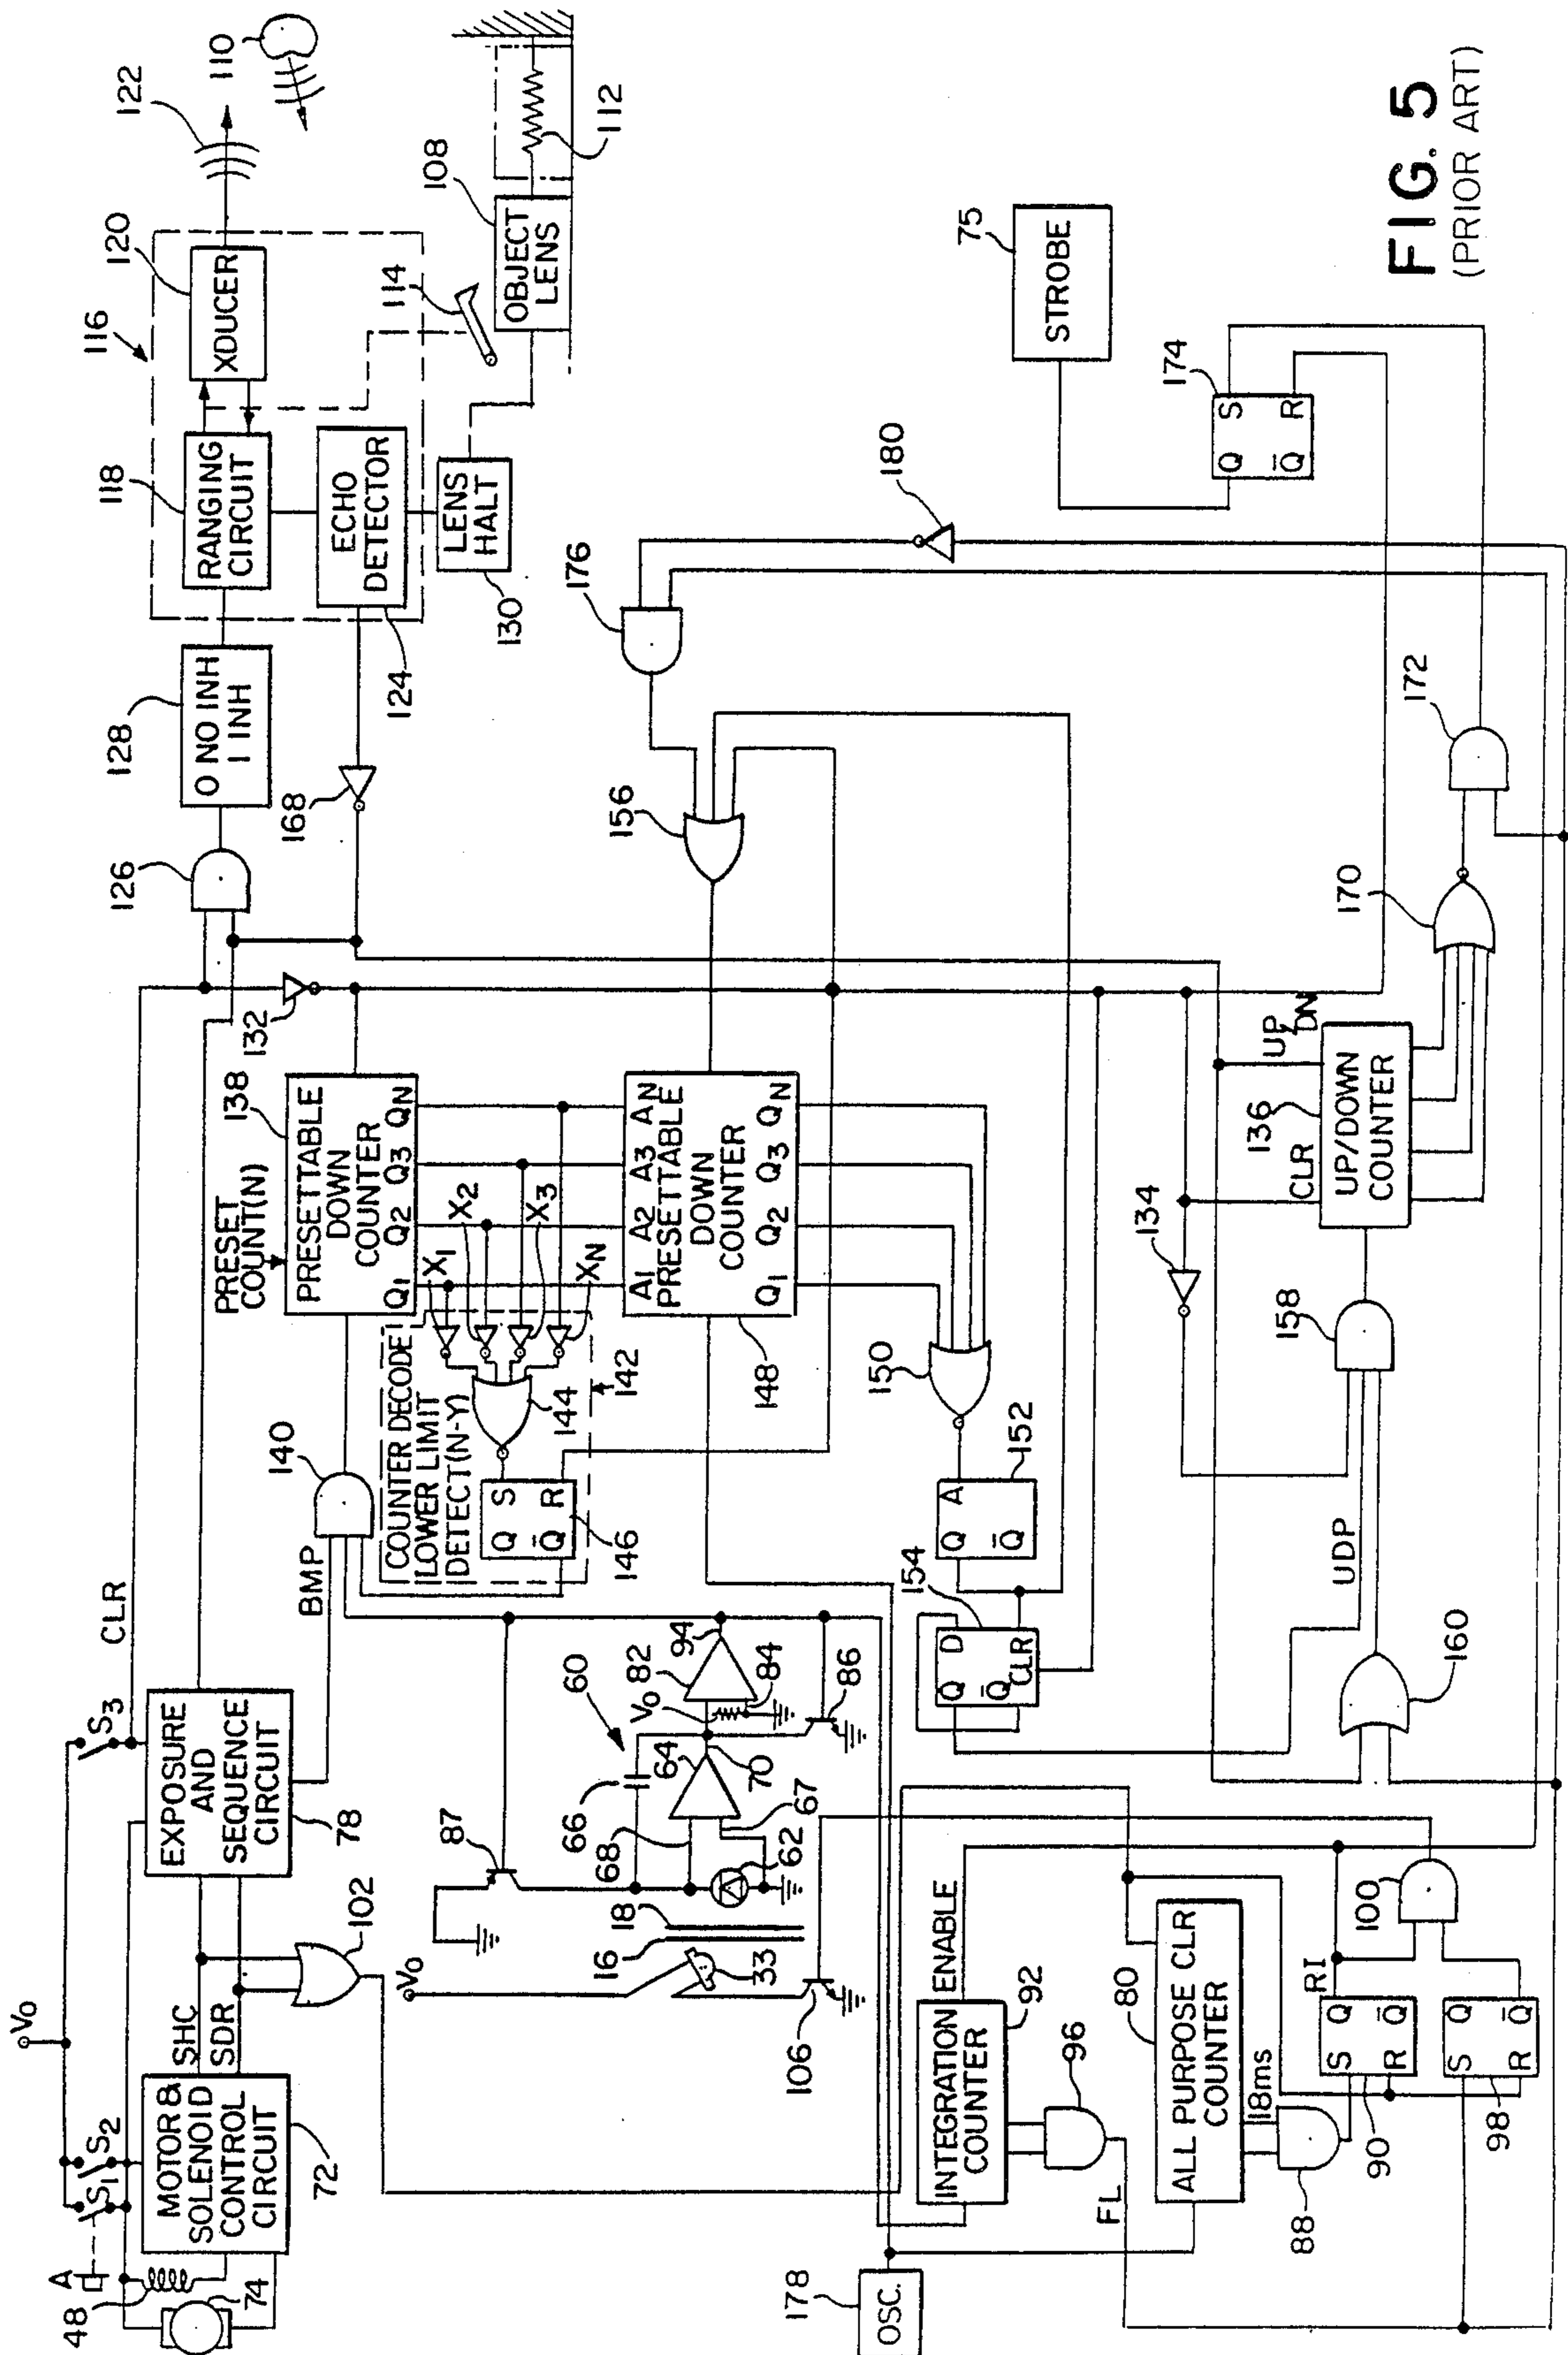 V₀
A
S₁
S₂
S₃
CLR
48
74
MOTOR &
SOLENOID
CONTROL
CIRCUIT
72
SHC
SDR
102
EXPOSURE
AND
SEQUENCE
CIRCUIT
78
BMP
140
PRESET
COUNT(N)
138
PRESETTABLE
DOWN
COUNTER
Q₁ Q₂ Q₃ Q_N
132
126
128
O NO INH
I INH
168
116
118
RANGING
CIRCUIT
120
XDUCER
122
110
ECHO
DETECTOR
124
LENS
HALT
130
114
108
OBJECT
LENS
112
COUNTER DECODE
LOWER LIMIT
DETECT(N-Y)
X₁
X₂
X₃
X_N
142
144
S
Q
R
Q̅
146
A1 A2 A3 AN
PRESETTABLE
DOWN
COUNTER
Q₁ Q₂ Q₃ Q_N
148
156
176
180
V₀
87
18
16
33
106
60
66
64
68
67
62
70
82
V₀
84
94
86
150
A
Q
Q̅
152
154
D
Q
Q̅
CLR
75
STROBE
174
S
Q
R
Q̅
178
OSC.
INTEGRATION ENABLE
COUNTER
92
96
FL
ALL PURPOSE CLR
COUNTER
80
18ms
88
RI
S
Q
R
Q̅
90
S
Q
R
Q̅
98
100
160
UDP
158
134
CLR
136
UP/DN
UP/DOWN
COUNTER
170
172
FIG. 5
(PRIOR ART)